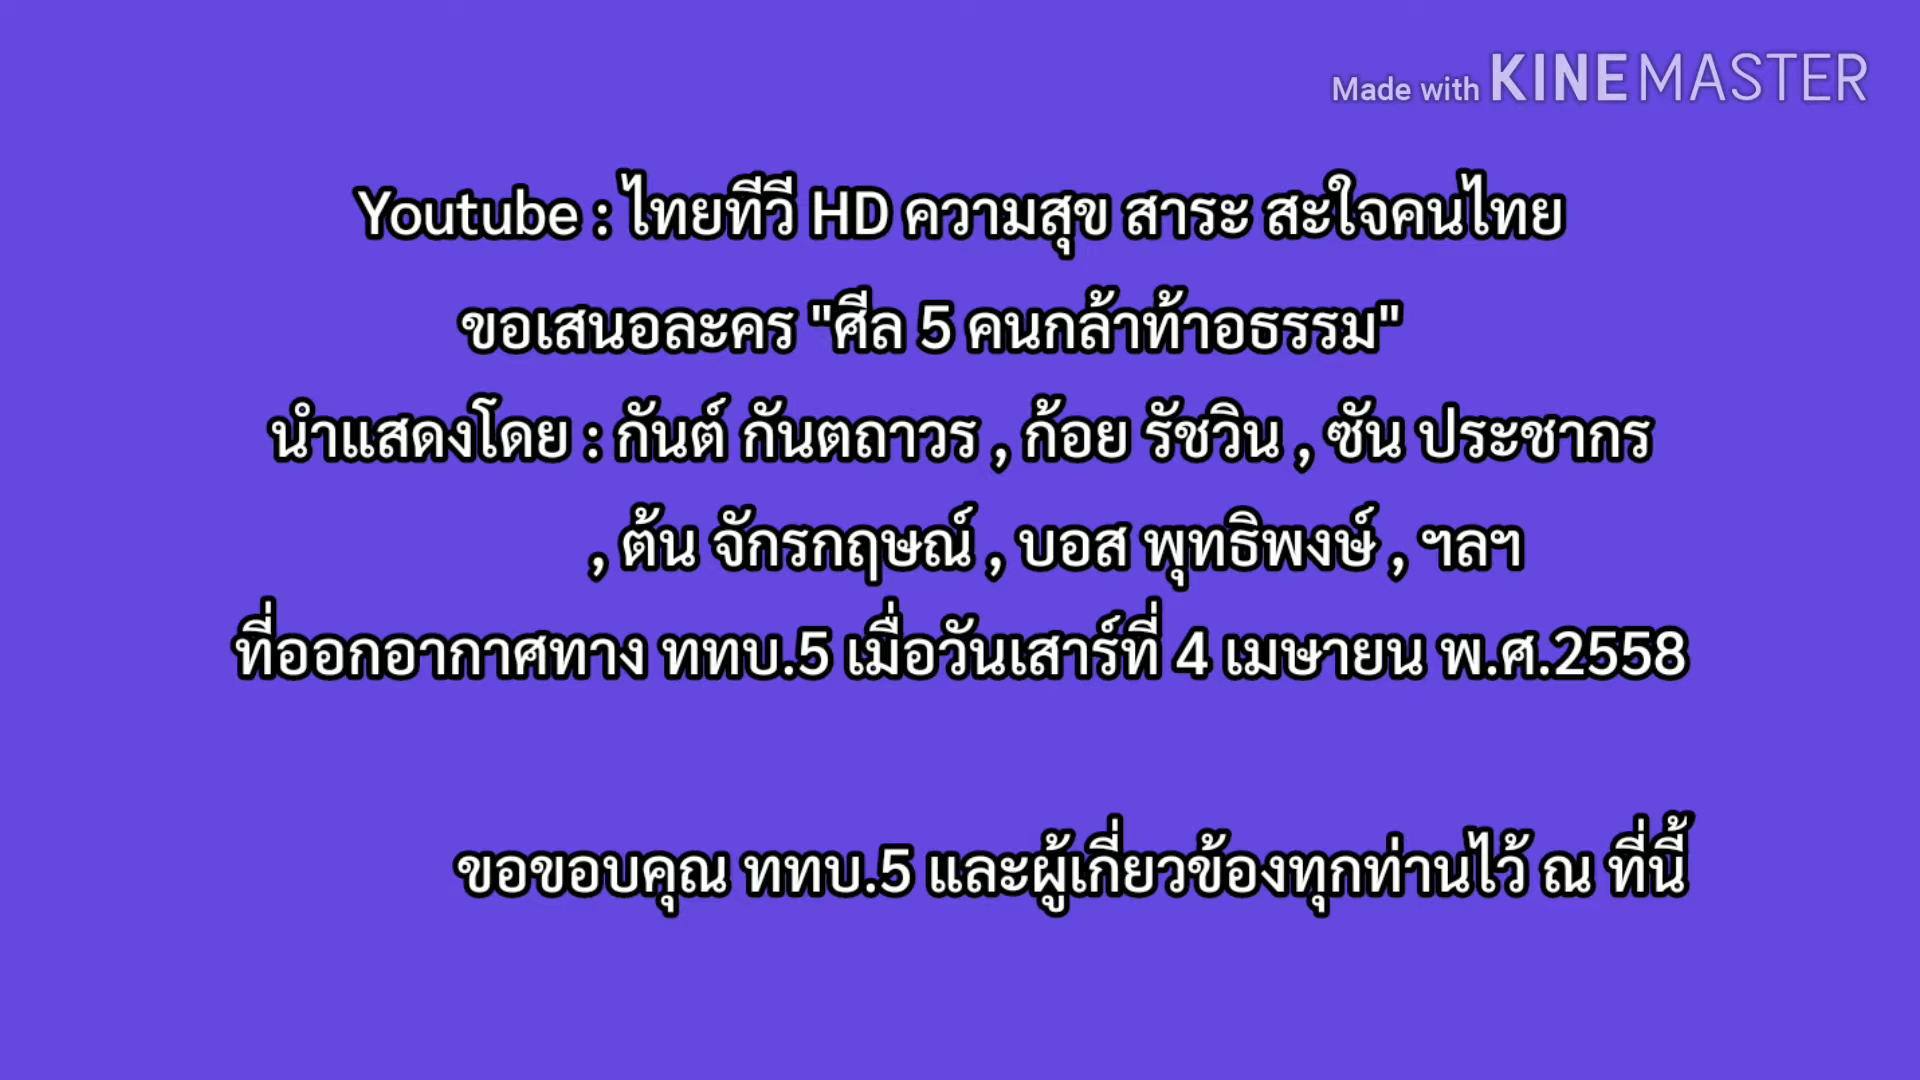 Made with KINEMASTER
Youtube : ไทยทีวี HD ความสุข สาระ สะใจคนไทย
ขอเสนอละคร "ศีล 5 คนกล้าท้าอธรรม"
นำแสดงโดย : กันต์ กันตถาวร , ก้อย รัชวิน , ซัน ประชากร
, ต้น จักรกฤษณ์ , บอส พุทธิพงษ์ , ฯลฯ
ที่ออกอากาศทาง ททบ.5 เมื่อวันเสาร์ที่ 4 เมษายน พ.ศ.2558
ขอขอบคุณ ททบ.5 และผู้เกี่ยวข้องทุกท่านไว้ ณ ที่นี้